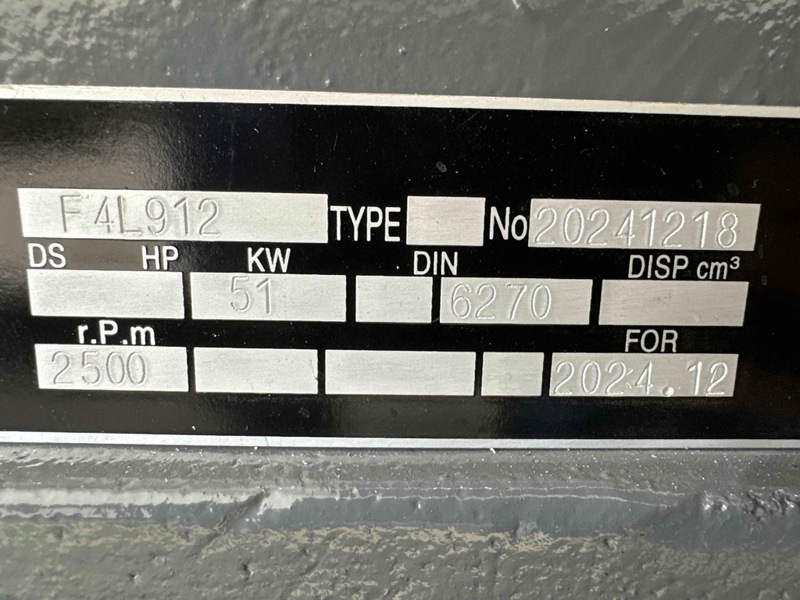 F4L912 TYPE No 20241218
DS HP KW DIN DISP cm³
51 6270
r.P.m FOR
2500 2024.12